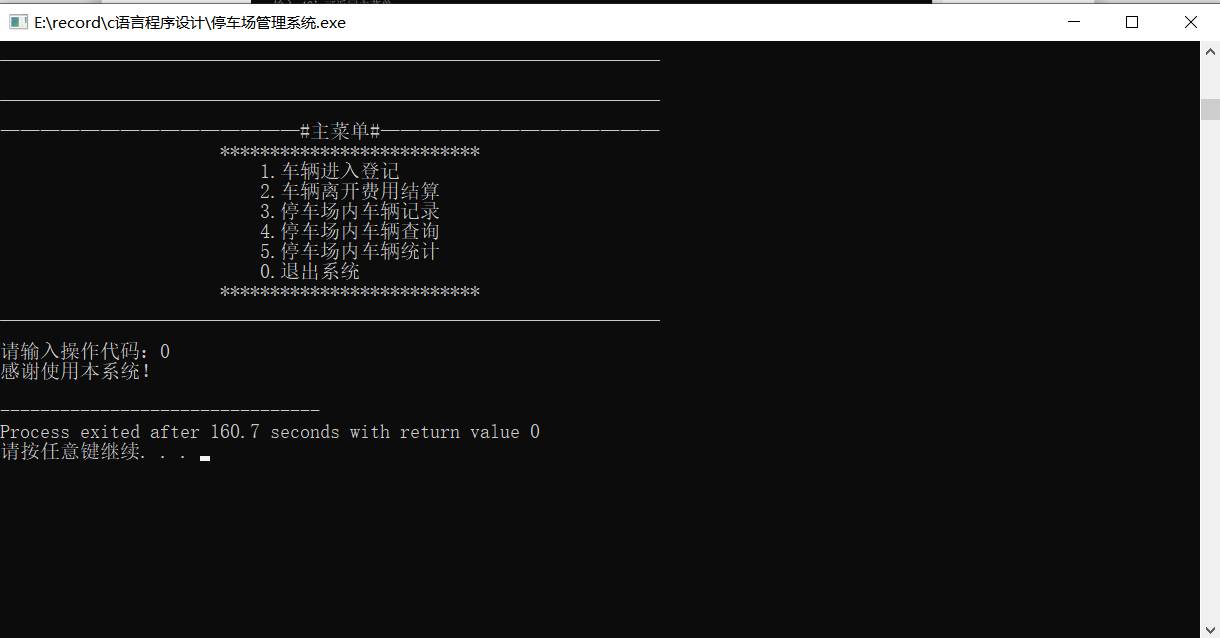 E:\record\c语言程序设计\停车场管理系统.exe
———————————————#主菜单#——————————————
**************************
1.车辆进入登记
2.车辆离开费用结算
3.停车场内车辆记录
4.停车场内车辆查询
5.停车场内车辆统计
0.退出系统
**************************
请输入操作代码：0
感谢使用本系统！
--------------------------------
Process exited after 160.7 seconds with return value 0
请按任意键继续. . .